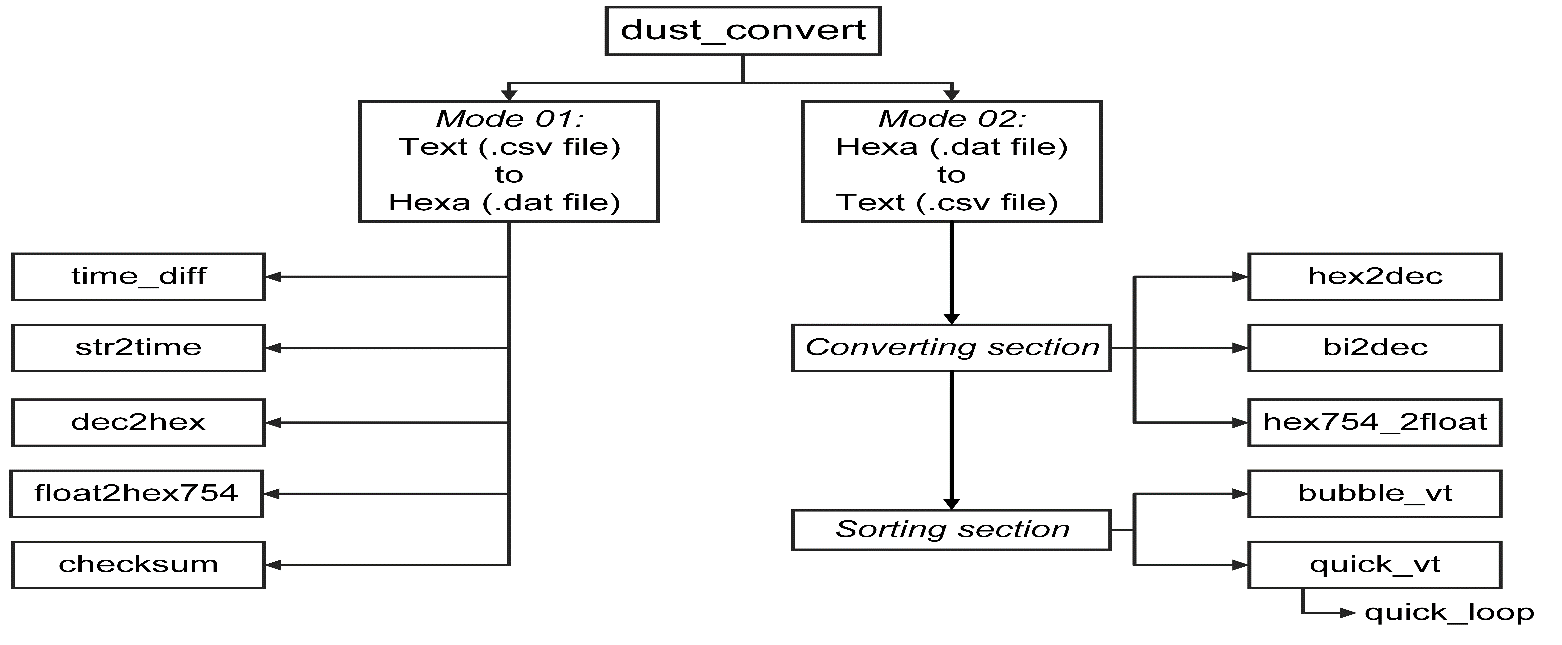 dust_convert
Mode 01:
Text (.csv file)
to
Hexa (.dat file)
Mode 02:
Hexa (.dat file)
to
Text (.csv file)
time_diff
str2time
dec2hex
float2hex754
checksum
Converting section
hex2dec
bi2dec
hex754_2float
Sorting section
bubble_vt
quick_vt
quick_loop